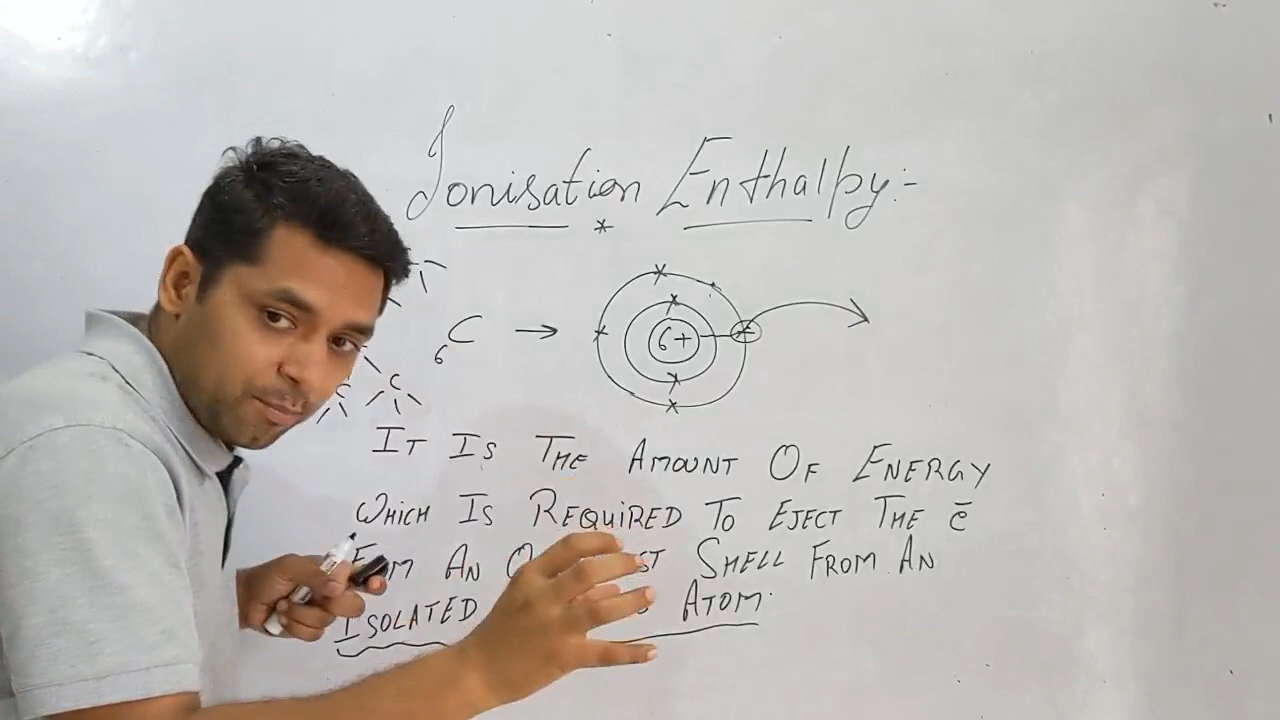 Ionisation Enthalpy:-
*
6C → 6+
C C
IT IS THE AMOUNT OF ENERGY
WHICH IS REQUIRED TO EJECT THE ē
AN SHELL FROM AN
ISOLATED ATOM.